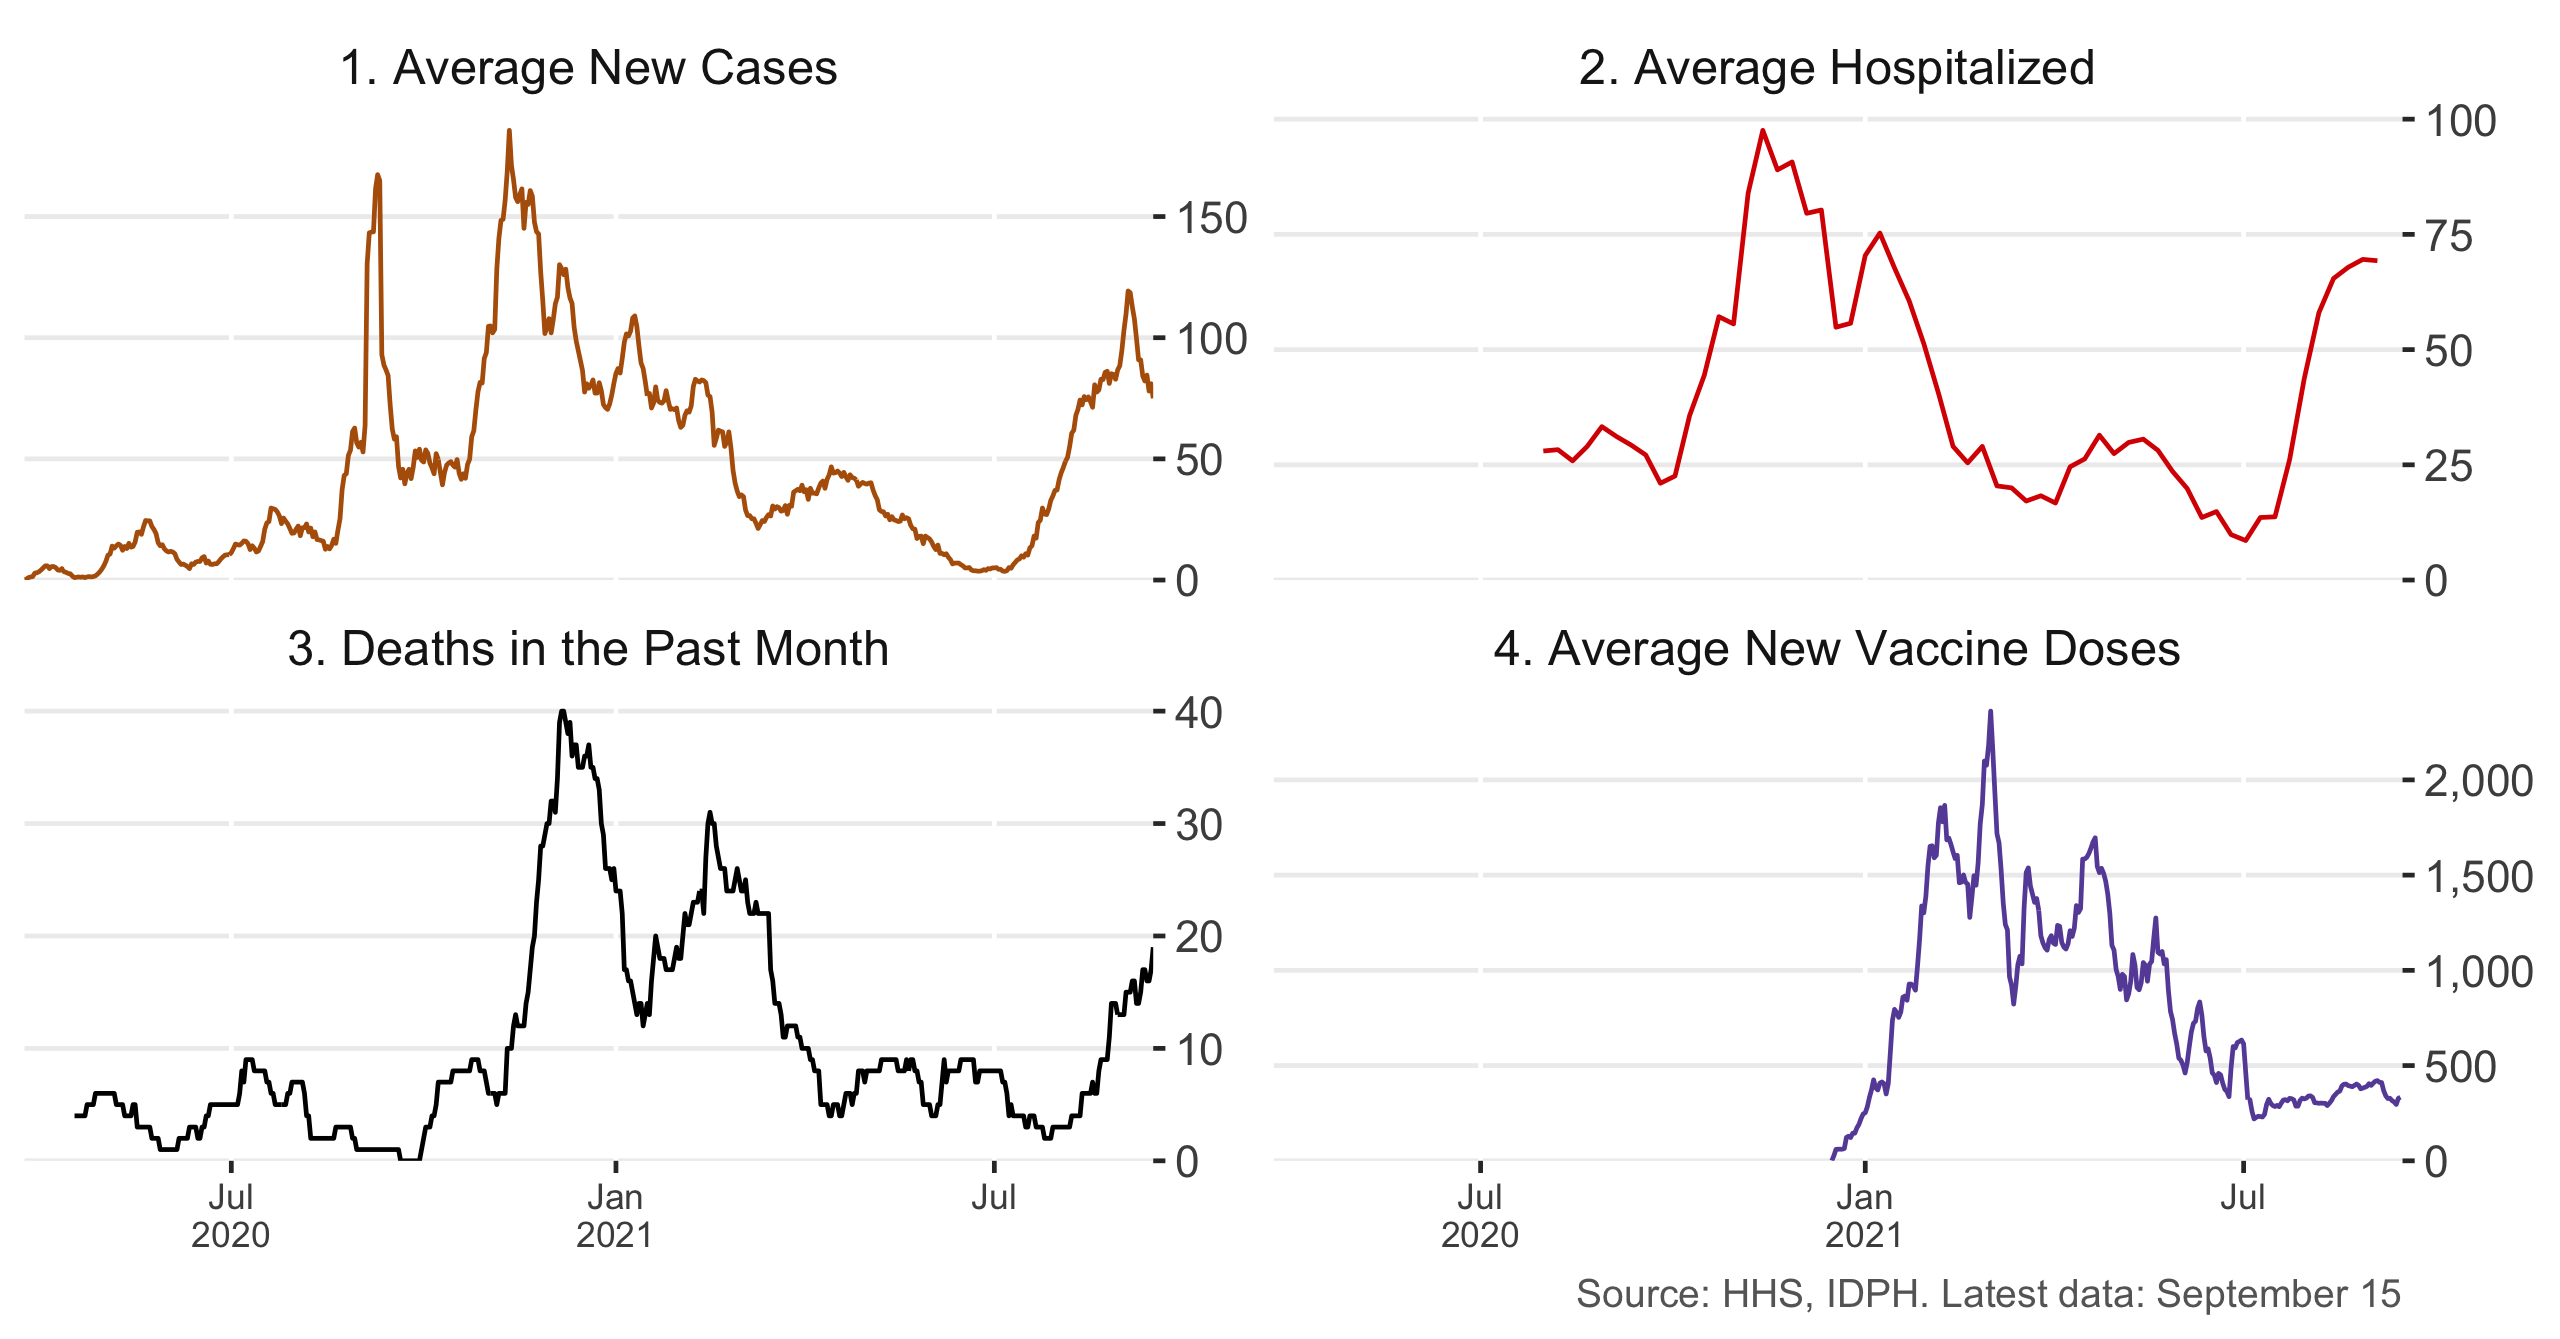 1. Average New Cases
150
100
50
0
2. Average Hospitalized
100
75
50
25
0
3. Deaths in the Past Month
40
30
20
10
0
Jul
2020
Jan
2021
Jul
4. Average New Vaccine Doses
2,000
1,500
1,000
500
0
Jul
2020
Jan
2021
Jul
Source: HHS, IDPH. Latest data: September 15